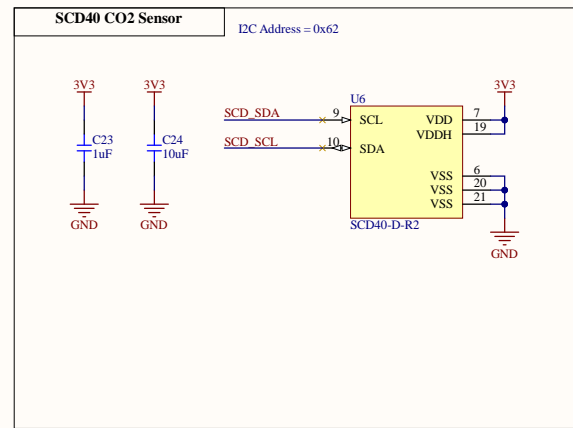 SCD40 CO2 Sensor
I2C Address = 0x62
3V3
C23
1uF
GND
3V3
C24
10uF
GND
SCD_SDA
SCD_SCL
U6
9
SCL
10
SDA
VDD
7
VDDH
19
VSS
6
VSS
20
VSS
21
SCD40-D-R2
3V3
GND